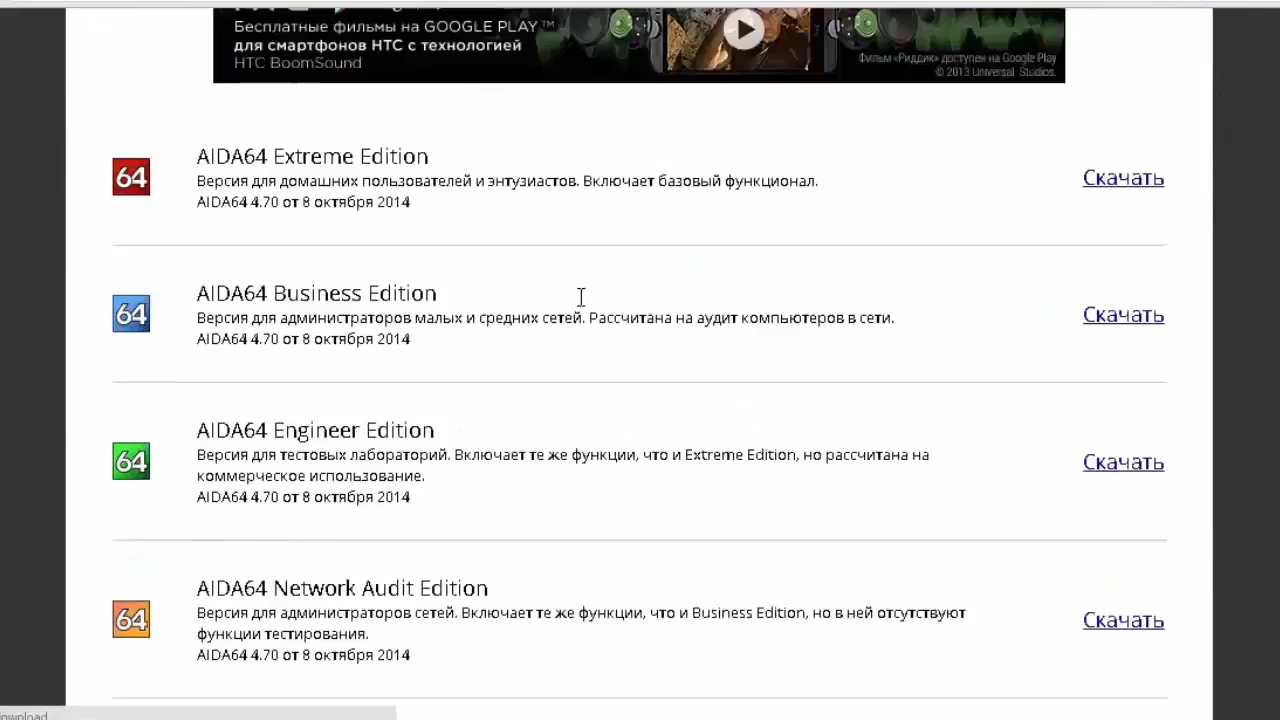 Бесплатные фильмы на GOOGLE PLAY™
для смартфонов HTC с технологией
HTC BoomSound
Фильм «Риддик» доступен на Google Play
© 2013 Universal Studios.
64
AIDA64 Extreme Edition
Версия для домашних пользователей и энтузиастов. Включает базовый функционал.
AIDA64 4.70 от 8 октября 2014
Скачать
64
AIDA64 Business Edition
Версия для администраторов малых и средних сетей. Рассчитана на аудит компьютеров в сети.
AIDA64 4.70 от 8 октября 2014
Скачать
64
AIDA64 Engineer Edition
Версия для тестовых лабораторий. Включает те же функции, что и Extreme Edition, но рассчитана на
коммерческое использование.
AIDA64 4.70 от 8 октября 2014
Скачать
64
AIDA64 Network Audit Edition
Версия для администраторов сетей. Включает те же функции, что и Business Edition, но в ней отсутствуют
функции тестирования.
AIDA64 4.70 от 8 октября 2014
Скачать